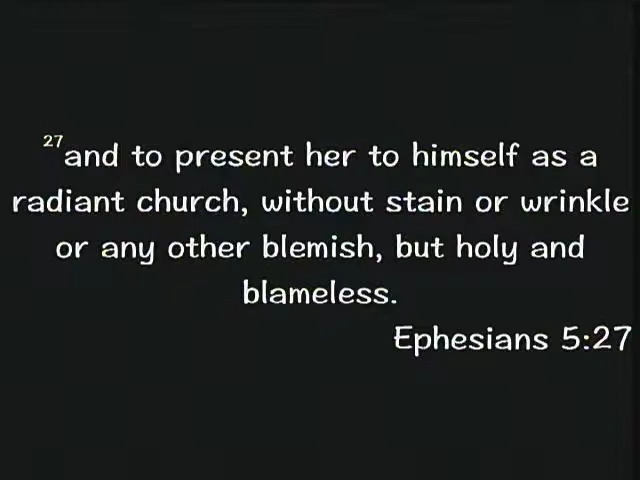 27and to present her to himself as a
radiant church, without stain or wrinkle
or any other blemish, but holy and
blameless.
Ephesians 5:27